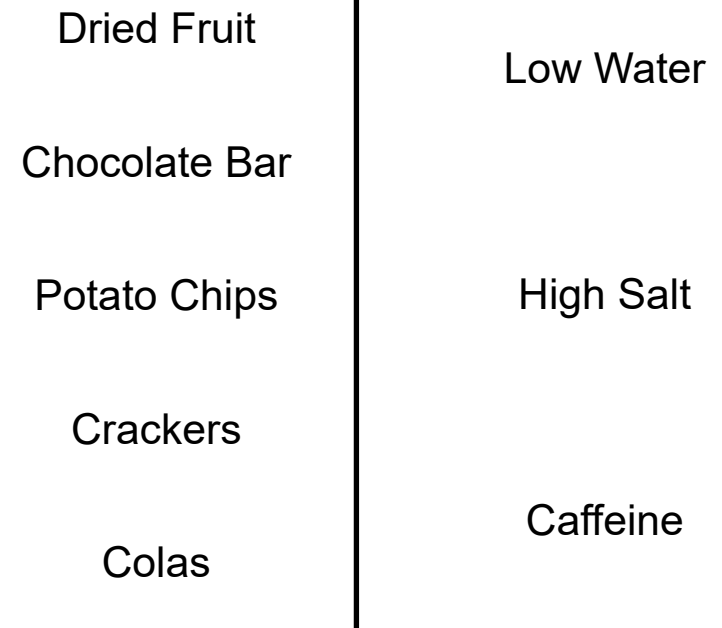 Dried Fruit
Chocolate Bar
Potato Chips
Crackers
Colas
Low Water
High Salt
Caffeine